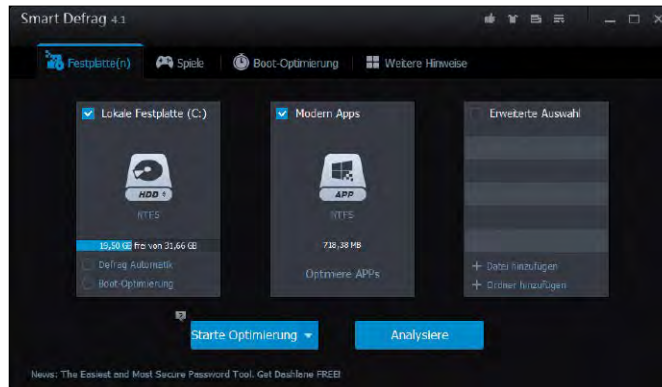 Smart Defrag 4.1
Festplatte(n)
Spiele
Boot-Optimierung
Weitere Hinweise
Lokale Festplatte (C:)
HDD
NTFS
19,50 GB frei von 31,66 GB
Defrag Automatik
Boot-Optimierung
Modern Apps
APP
NTFS
718,38 MB
Optimiere APPs
Erweiterte Auswahl
+ Datei hinzufügen
+ Ordner hinzufügen
Starte Optimierung
Analysiere
News: The Easiest and Most Secure Password Tool. Get Dashlane FREE!